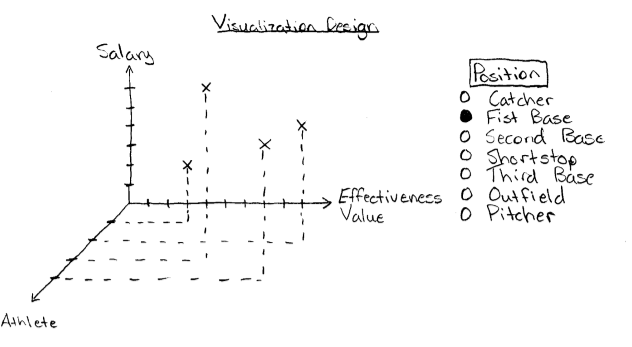 Visualization Design
Salary
Effectiveness
Value
Athlete
Position
Catcher
Fist Base
Second Base
Shortstop
Third Base
Outfield
Pitcher